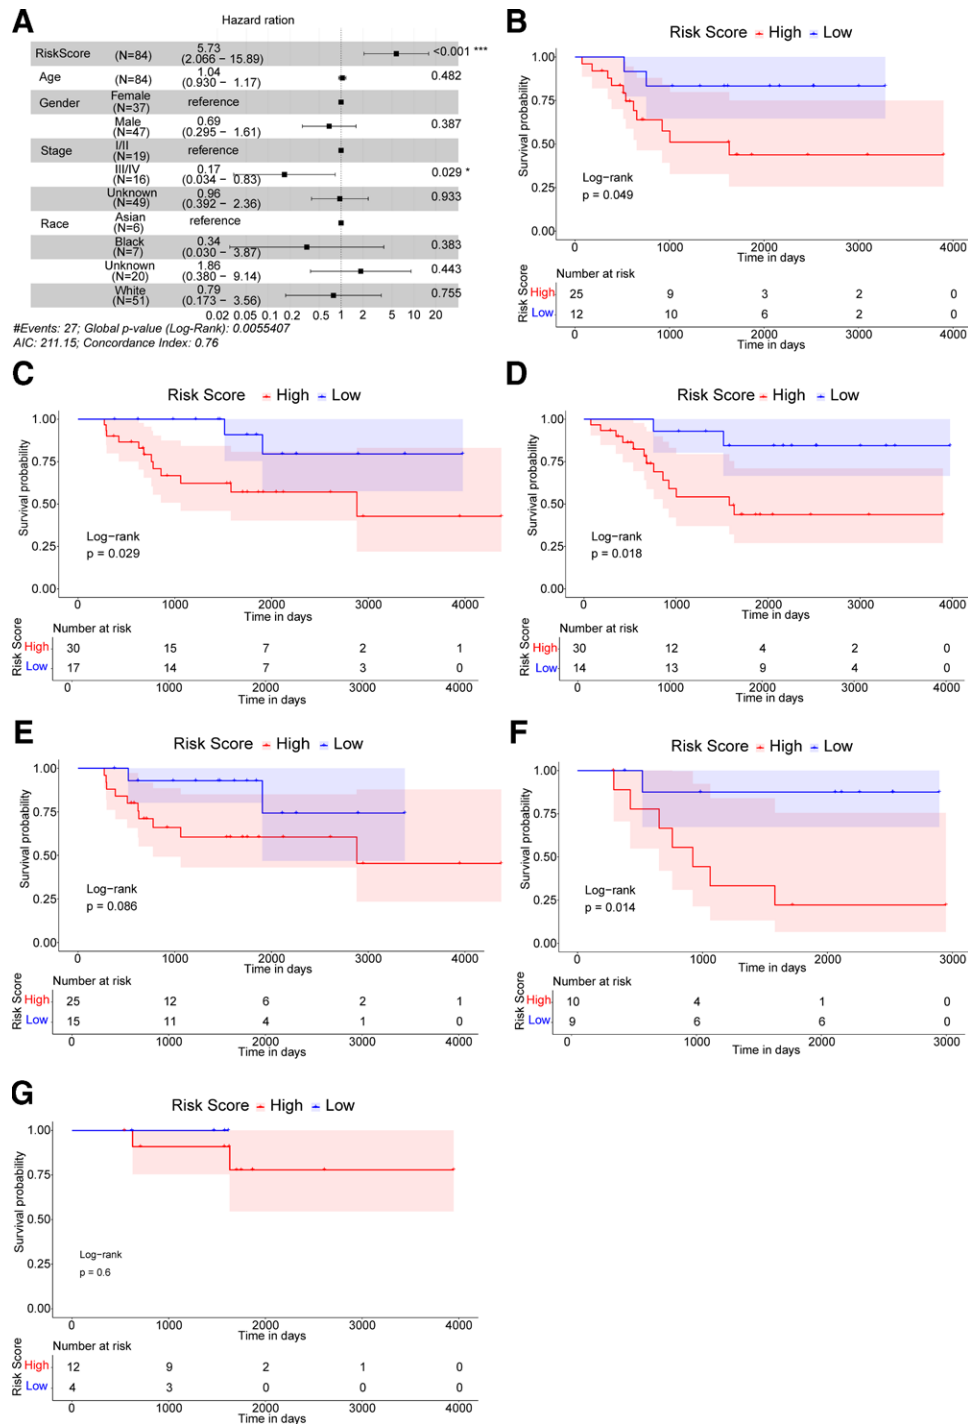 A
Hazard ration
RiskScore (N=84) 5.73 (2.066 − 15.89) <0.001 ***
Age (N=84) 1.04 (0.930 − 1.17) 0.482
Gender Female (N=37) reference
Male (N=47) 0.69 (0.295 − 1.61) 0.387
Stage I/II (N=19) reference
III/IV (N=16) 0.17 (0.034 − 0.83) 0.029 *
Unknown (N=49) 0.96 (0.392 − 2.36) 0.933
Race Asian (N=6) reference
Black (N=7) 0.34 (0.030 − 3.87) 0.383
Unknown (N=20) 1.86 (0.380 − 9.14) 0.443
White (N=51) 0.79 (0.173 − 3.56) 0.755
0.02 0.05 0.1 0.2 0.5 1 2 5 10 20
#Events: 27; Global p-value (Log-Rank): 0.0055407
AIC: 211.15; Concordance Index: 0.76
B
Risk Score High Low
Survival probability
1.00
0.75
0.50
0.25
0.00
Log−rank
p = 0.049
0 1000 2000 3000 4000
Time in days
Number at risk
Risk Score
High 25 9 3 2 0
Low 12 10 6 2 0
0 1000 2000 3000 4000
Time in days
C
Risk Score High Low
Survival probability
1.00
0.75
0.50
0.25
0.00
Log−rank
p = 0.029
0 1000 2000 3000 4000
Time in days
Number at risk
Risk Score
High 30 15 7 2 1
Low 17 14 7 3 0
0 1000 2000 3000 4000
Time in days
D
Risk Score High Low
Survival probability
1.00
0.75
0.50
0.25
0.00
Log−rank
p = 0.018
0 1000 2000 3000 4000
Time in days
Number at risk
Risk Score
High 30 12 4 2 0
Low 14 13 9 4 0
0 1000 2000 3000 4000
Time in days
E
Risk Score High Low
Survival probability
1.00
0.75
0.50
0.25
0.00
Log−rank
p = 0.086
0 1000 2000 3000 4000
Time in days
Number at risk
Risk Score
High 25 12 6 2 1
Low 15 11 4 1 0
0 1000 2000 3000 4000
Time in days
F
Risk Score High Low
Survival probability
1.00
0.75
0.50
0.25
0.00
Log−rank
p = 0.014
0 1000 2000 3000
Time in days
Number at risk
Risk Score
High 10 4 1 0
Low 9 6 6 0
0 1000 2000 3000
Time in days
G
Risk Score High Low
Survival probability
1.00
0.75
0.50
0.25
0.00
Log−rank
p = 0.6
0 1000 2000 3000 4000
Time in days
Number at risk
Risk Score
High 12 9 2 1 0
Low 4 3 0 0 0
0 1000 2000 3000 4000
Time in days